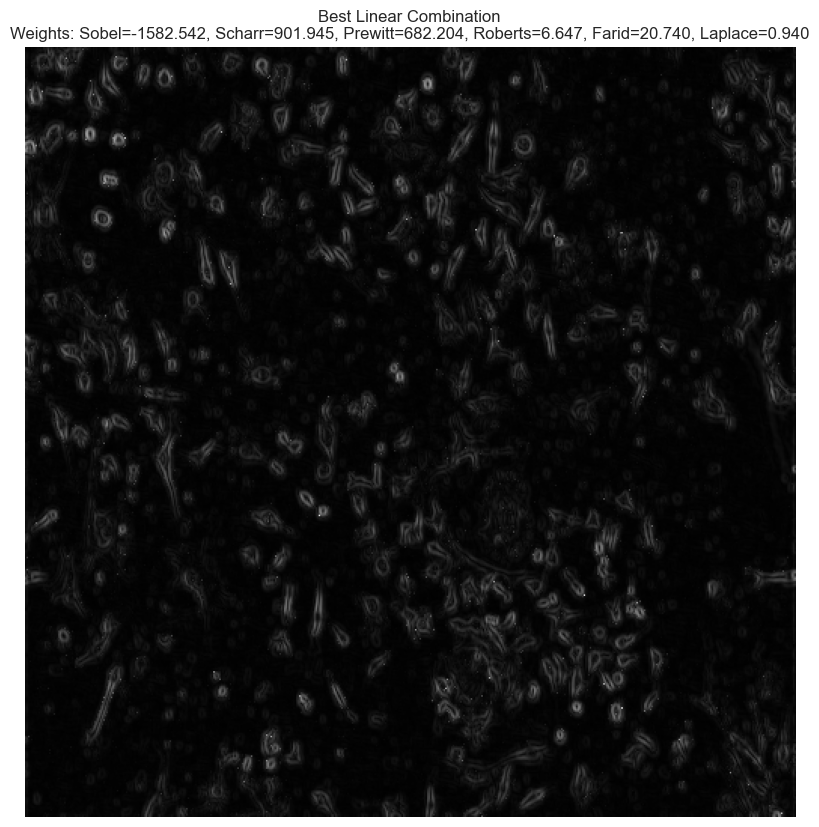 Best Linear Combination
Weights: Sobel=-1582.542, Scharr=901.945, Prewitt=682.204, Roberts=6.647, Farid=20.740, Laplace=0.940